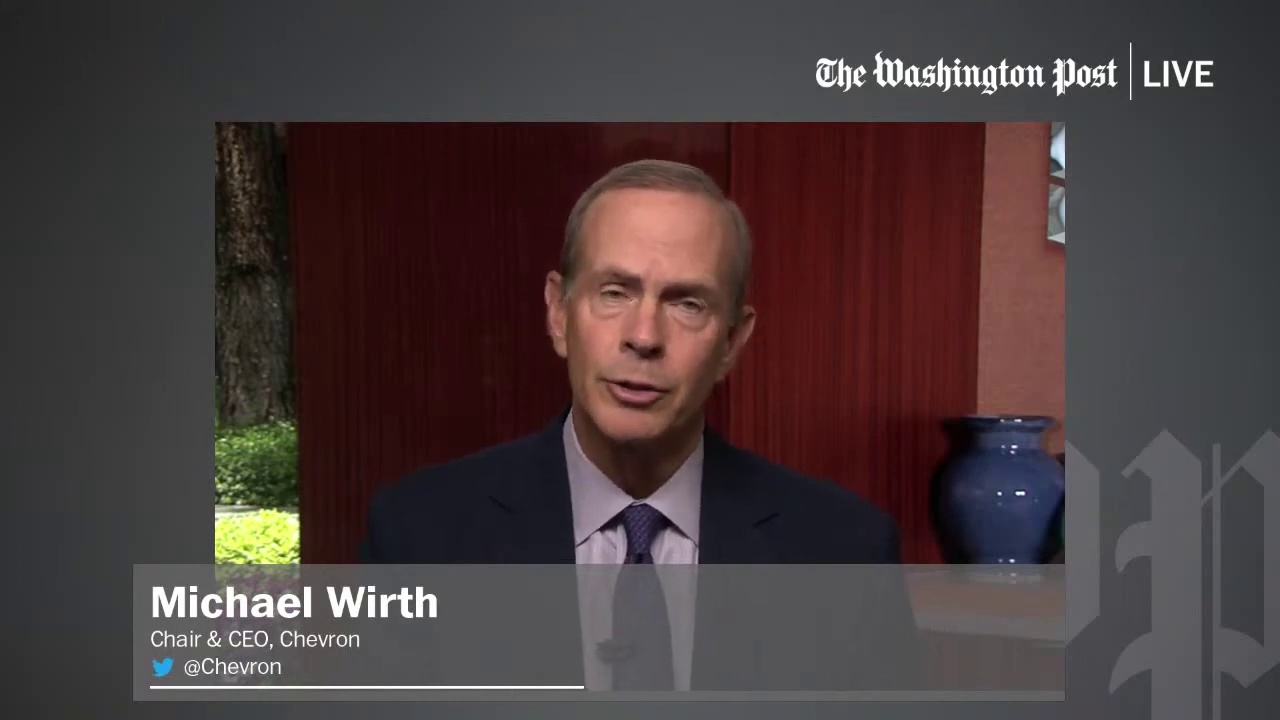 The Washington Post LIVE
Michael Wirth
Chair & CEO, Chevron
@Chevron